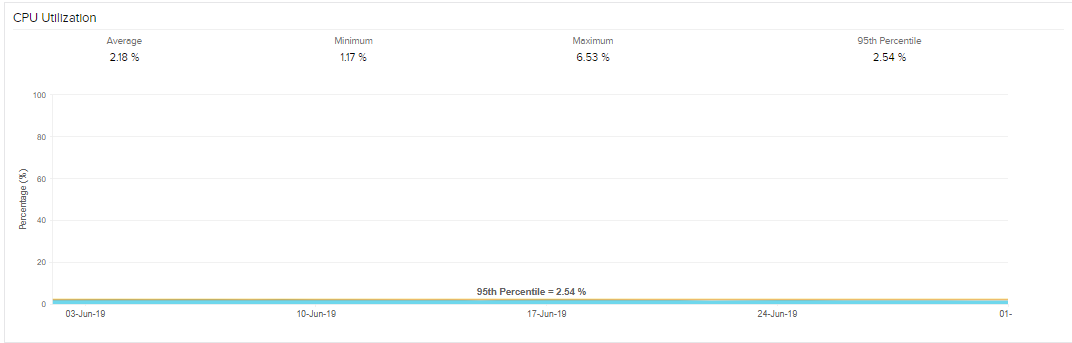 CPU Utilization
Average Minimum Maximum 95th Percentile
2.18 % 1.17 % 6.53 % 2.54 %
100
80
60
40
20
0
Percentage (%)
95th Percentile = 2.54 %
03-Jun-19 10-Jun-19 17-Jun-19 24-Jun-19 01-